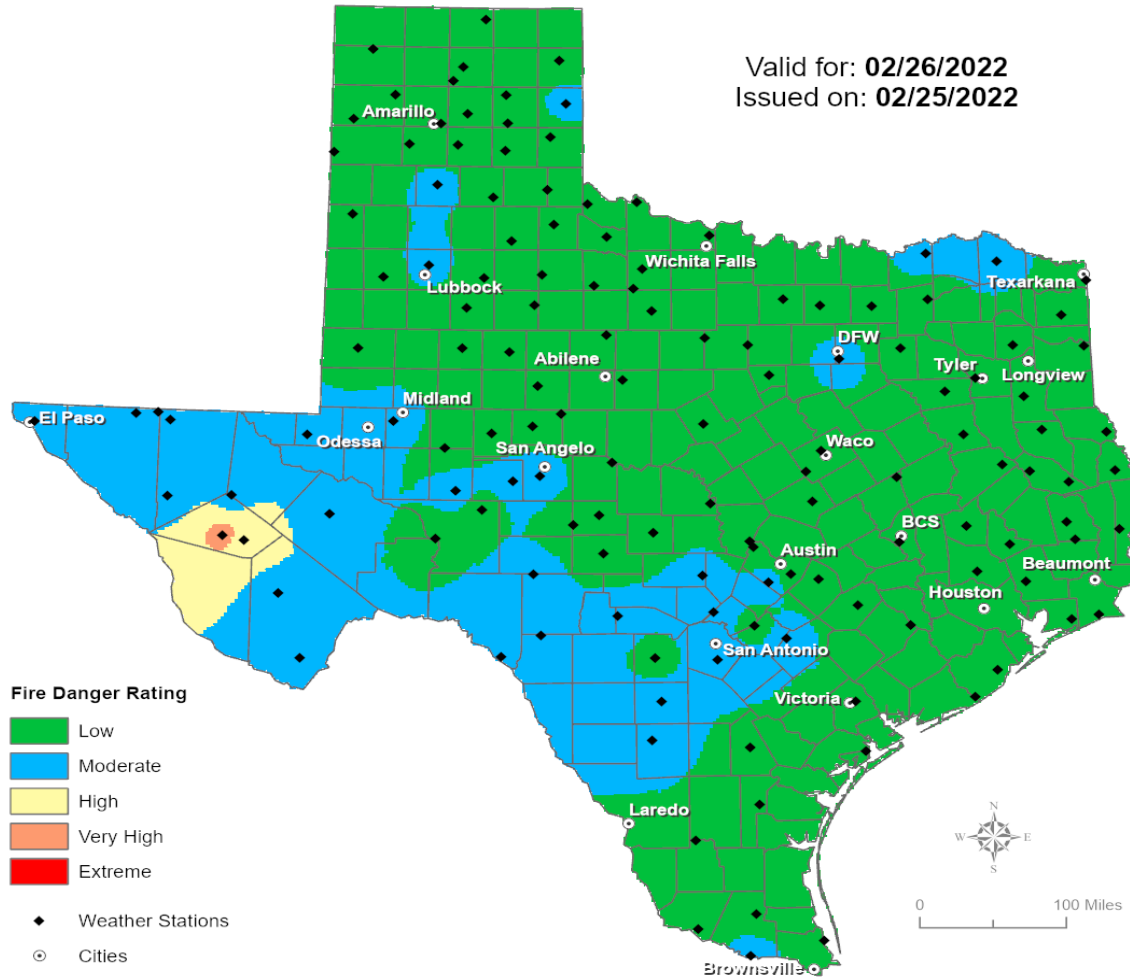 Valid for: 02/26/2022
Issued on: 02/25/2022
Amarillo
Wichita Falls
Lubbock
Texarkana
DFW
Abilene
Tyler
Longview
Midland
El Paso
Odessa
San Angelo
Waco
BCS
Austin
Beaumont
Houston
San Antonio
Victoria
Laredo
Brownsville
Fire Danger Rating
Low
Moderate
High
Very High
Extreme
Weather Stations
Cities
N
W E
S
0 100 Miles